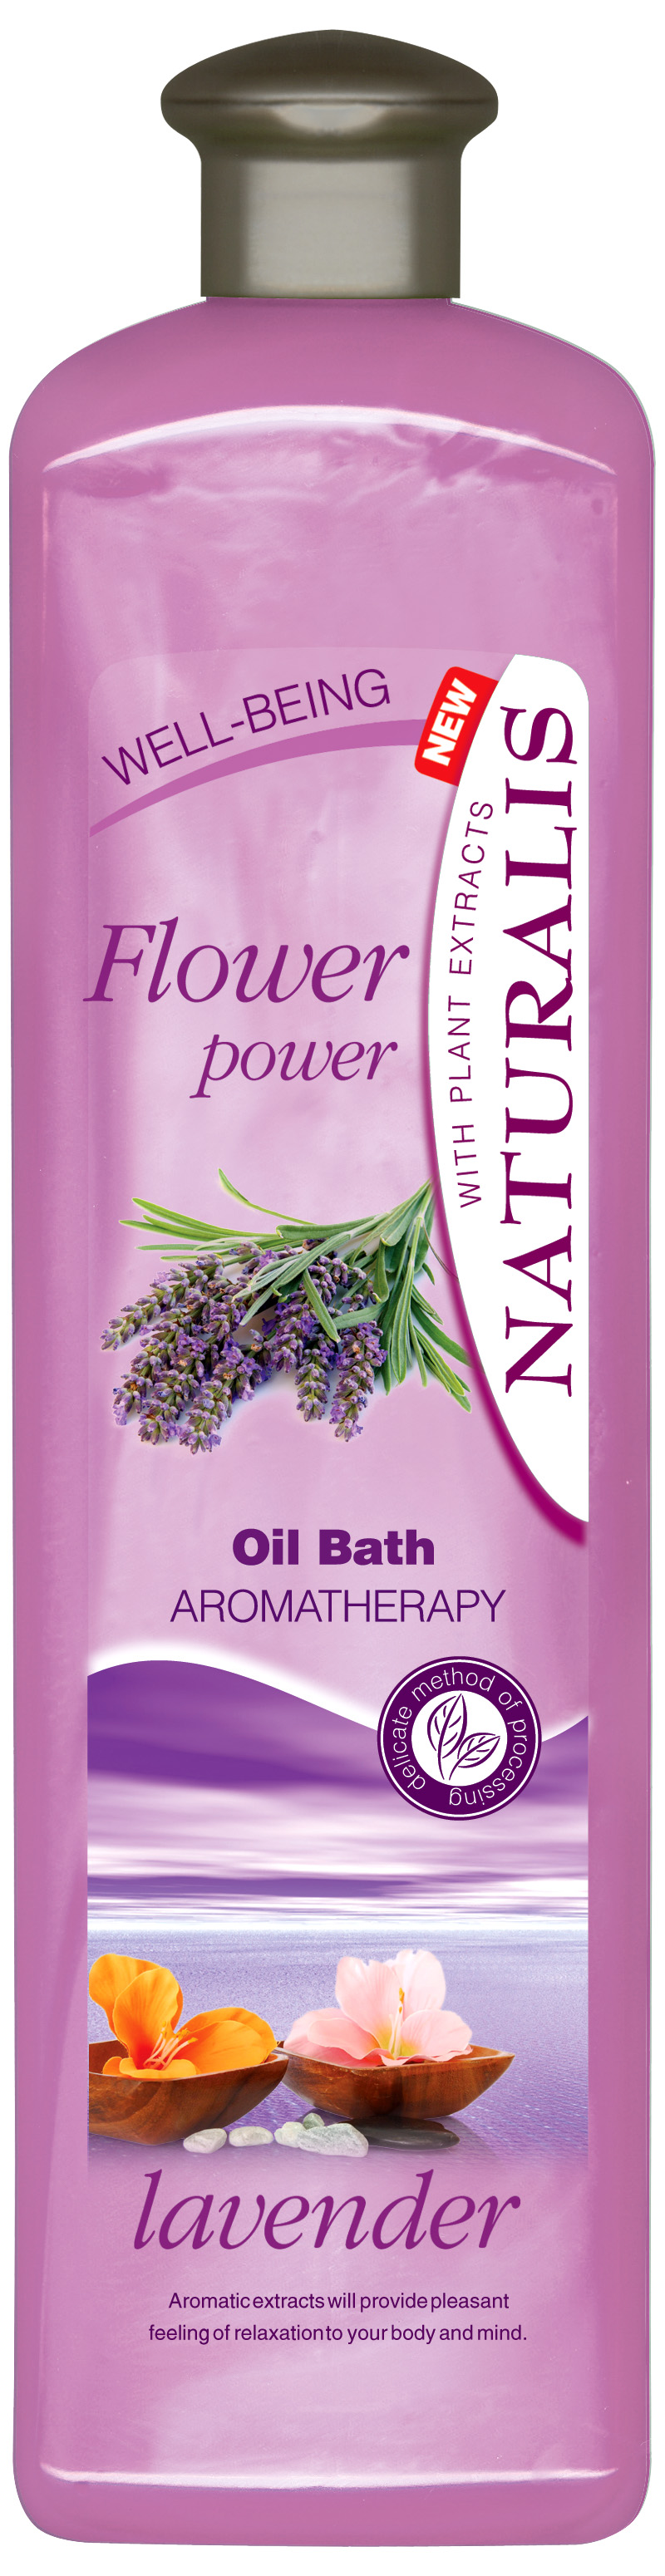 WELL-BEING
NEW
WITH PLANT EXTRACTS
NATURALIS
Flower
power
Oil Bath
AROMATHERAPY
delicate method of processing
lavender
Aromatic extracts will provide pleasant
feeling of relaxation to your body and mind.